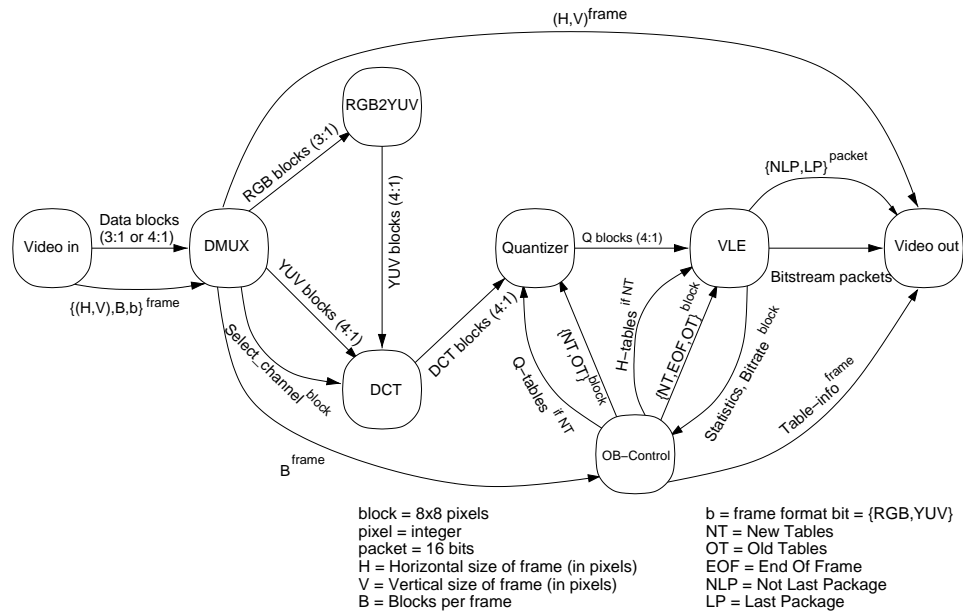 (H,V)frame
RGB2YUV
RGB blocks (3:1)
{NLP,LP}packet
YUV blocks (4:1)
Video in
Data blocks
(3:1 or 4:1)
DMUX
Quantizer
Q blocks (4:1)
VLE
Video out
Bitstream packets
{(H,V),B,b}frame
YUV blocks (4:1)
Select_channelblock
DCT
DCT blocks (4:1)
Q-tables if NT
{NT,OT}block
H-tables if NT
{NT,EOF,OT}block
Statistics, Bitrate block
Table-infoframe
OB-Control
Bframe
block = 8x8 pixels
pixel = integer
packet = 16 bits
H = Horizontal size of frame (in pixels)
V = Vertical size of frame (in pixels)
B = Blocks per frame
b = frame format bit = {RGB,YUV}
NT = New Tables
OT = Old Tables
EOF = End Of Frame
NLP = Not Last Package
LP = Last Package